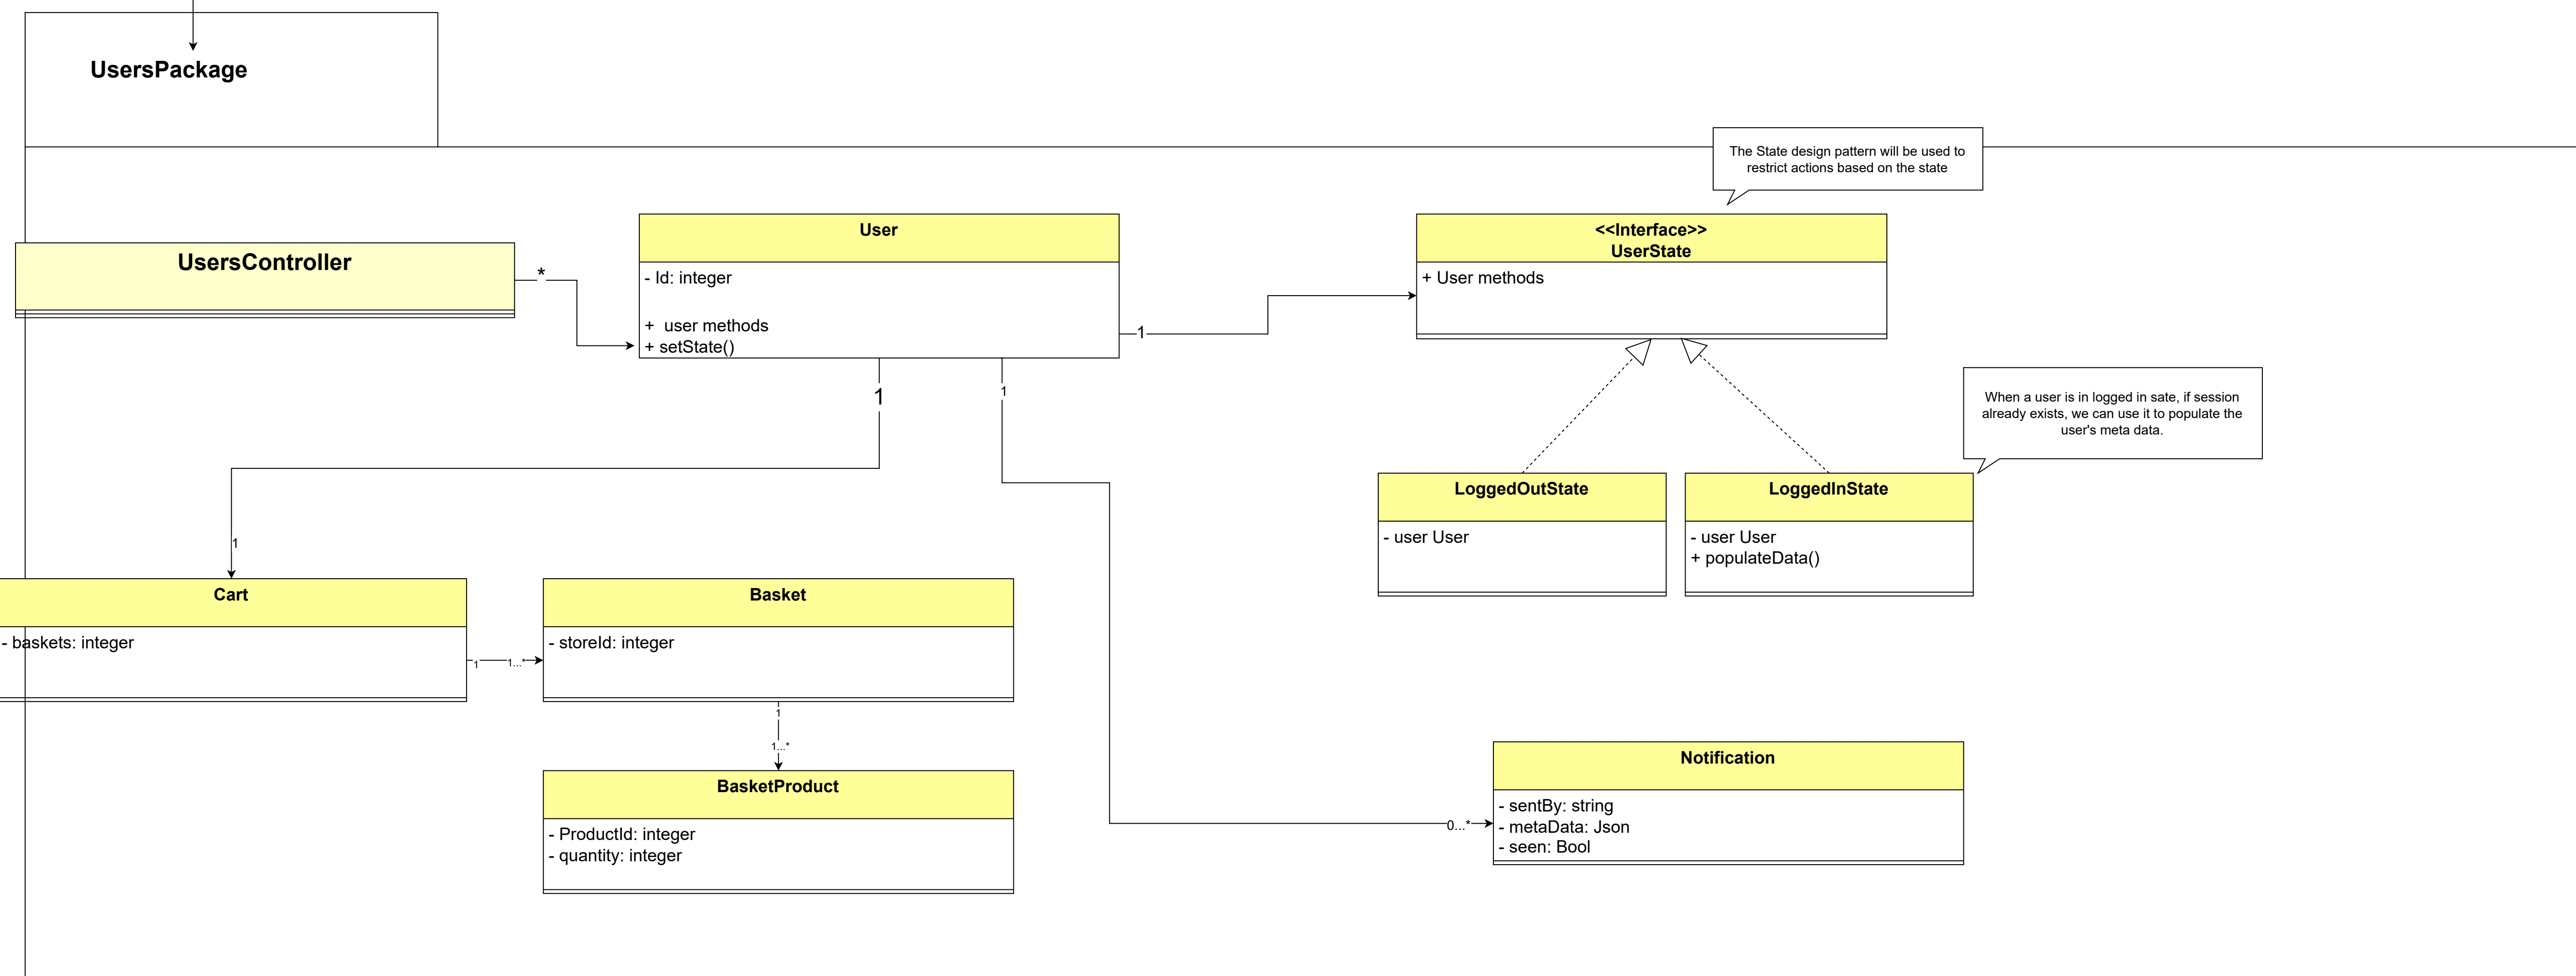 UsersPackage
The State design pattern will be used to
restrict actions based on the state
UsersController
*
User
- Id: integer
+  user methods
+ setState()
1
<<Interface>>
UserState
+ User methods
1
1
When a user is in logged in sate, if session
already exists, we can use it to populate the
user's meta data.
LoggedOutState
- user User
LoggedInState
- user User
+ populateData()
1
Cart
- baskets: integer
1
1...*
Basket
- storeId: integer
1
1...*
BasketProduct
- ProductId: integer
- quantity: integer
0...*
Notification
- sentBy: string
- metaData: Json
- seen: Bool